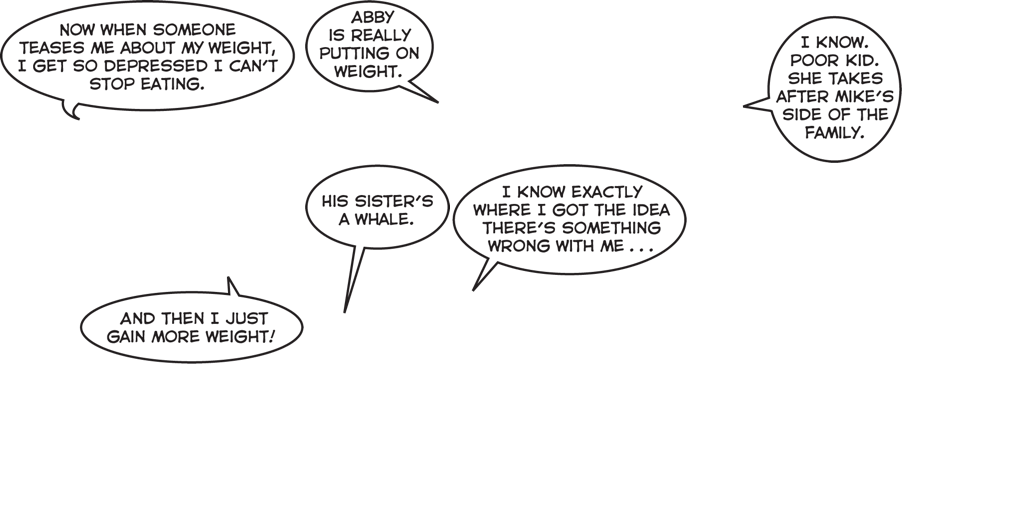 NOW WHEN SOMEONE
TEASES ME ABOUT MY WEIGHT,
I GET SO DEPRESSED I CAN'T
STOP EATING.
AND THEN I JUST
GAIN MORE WEIGHT!
ABBY
IS REALLY
PUTTING ON
WEIGHT.
I KNOW.
POOR KID.
SHE TAKES
AFTER MIKE'S
SIDE OF THE
FAMILY.
HIS SISTER'S
A WHALE.
I KNOW EXACTLY
WHERE I GOT THE IDEA
THERE'S SOMETHING
WRONG WITH ME . . .